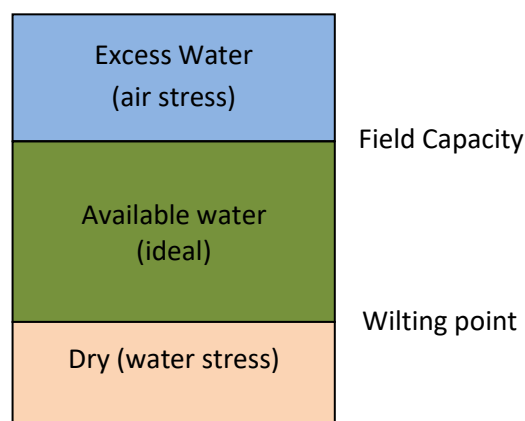 Excess Water
(air stress)
Field Capacity
Available water
(ideal)
Wilting point
Dry (water stress)